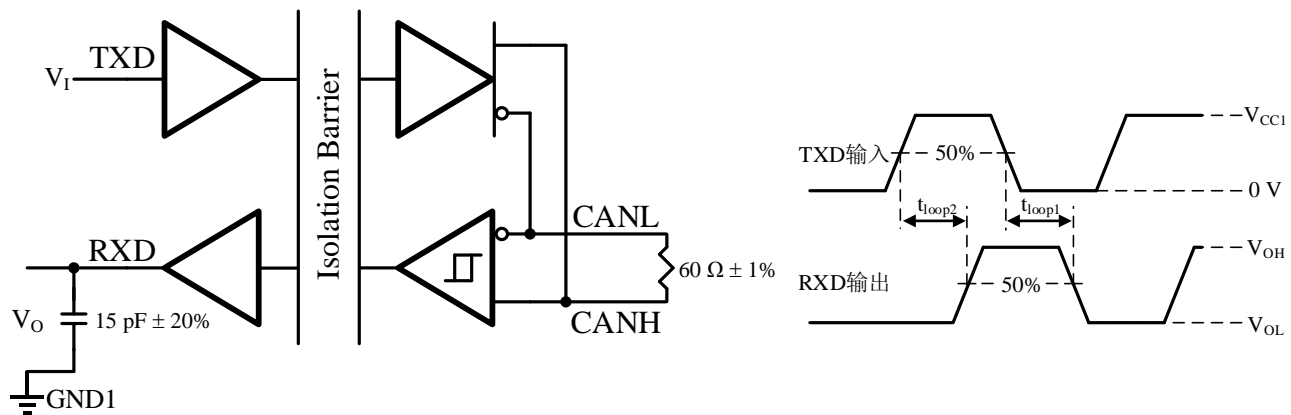 TXD
V_I
Isolation Barrier
CANL
RXD
60 Ω ± 1%
V_O
15 pF ± 20%
CANH
GND1
V_CC1
TXD输入
50%
0 V
t_loop2
t_loop1
V_OH
RXD输出
50%
V_OL